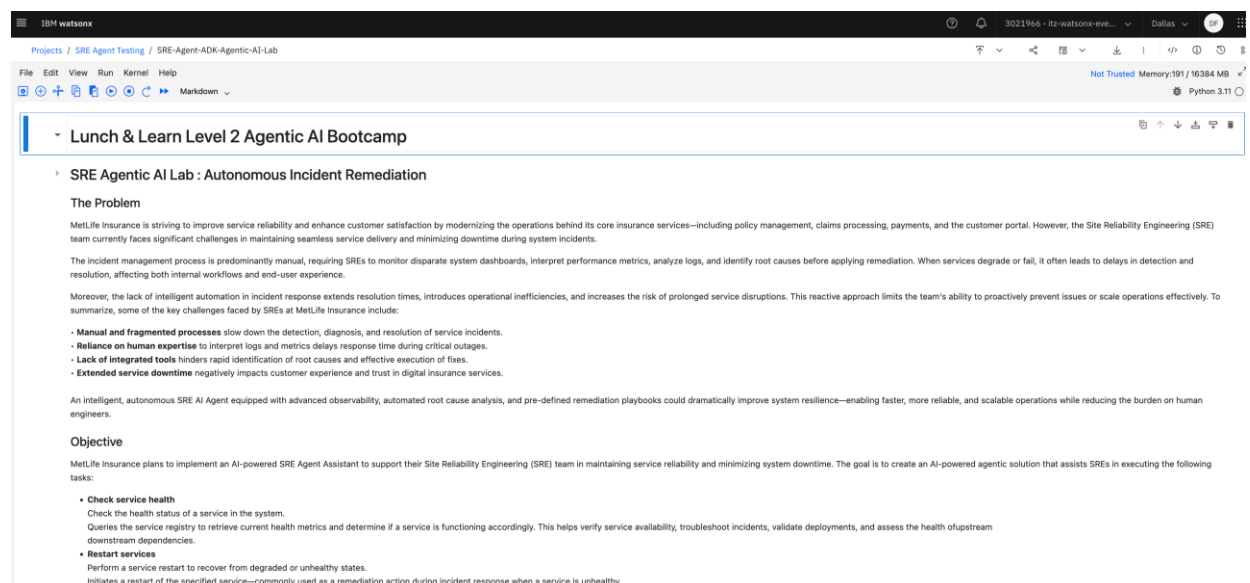 IBM watsonx
3021966 - itz-watsonx-eve...
Dallas
DF
Projects / SRE Agent Testing / SRE-Agent-ADK-Agentic-AI-Lab
File Edit View Run Kernel Help
Not Trusted Memory:191 / 16384 MB
Markdown
Python 3.11
Lunch & Learn Level 2 Agentic AI Bootcamp
SRE Agentic AI Lab : Autonomous Incident Remediation
The Problem
MetLife Insurance is striving to improve service reliability and enhance customer satisfaction by modernizing the operations behind its core insurance services—including policy management, claims processing, payments, and the customer portal. However, the Site Reliability Engineering (SRE)
team currently faces significant challenges in maintaining seamless service delivery and minimizing downtime during system incidents.
The incident management process is predominantly manual, requiring SREs to monitor disparate system dashboards, interpret performance metrics, analyze logs, and identify root causes before applying remediation. When services degrade or fail, it often leads to delays in detection and
resolution, affecting both internal workflows and end-user experience.
Moreover, the lack of intelligent automation in incident response extends resolution times, introduces operational inefficiencies, and increases the risk of prolonged service disruptions. This reactive approach limits the team's ability to proactively prevent issues or scale operations effectively. To
summarize, some of the key challenges faced by SREs at MetLife Insurance include:
• Manual and fragmented processes slow down the detection, diagnosis, and resolution of service incidents.
• Reliance on human expertise to interpret logs and metrics delays response time during critical outages.
• Lack of integrated tools hinders rapid identification of root causes and effective execution of fixes.
• Extended service downtime negatively impacts customer experience and trust in digital insurance services.
An intelligent, autonomous SRE AI Agent equipped with advanced observability, automated root cause analysis, and pre-defined remediation playbooks could dramatically improve system resilience—enabling faster, more reliable, and scalable operations while reducing the burden on human
engineers.
Objective
MetLife Insurance plans to implement an AI-powered SRE Agent Assistant to support their Site Reliability Engineering (SRE) team in maintaining service reliability and minimizing system downtime. The goal is to create an AI-powered agentic solution that assists SREs in executing the following
tasks:
• Check service health
Check the health status of a service in the system.
Queries the service registry to retrieve current health metrics and determine if a service is functioning accordingly. This helps verify service availability, troubleshoot incidents, validate deployments, and assess the health ofupstream
downstream dependencies.
• Restart services
Perform a service restart to recover from degraded or unhealthy states.
Initiates a restart of the specified service—commonly used as a remediation action during incident response when a service is unhealthy.